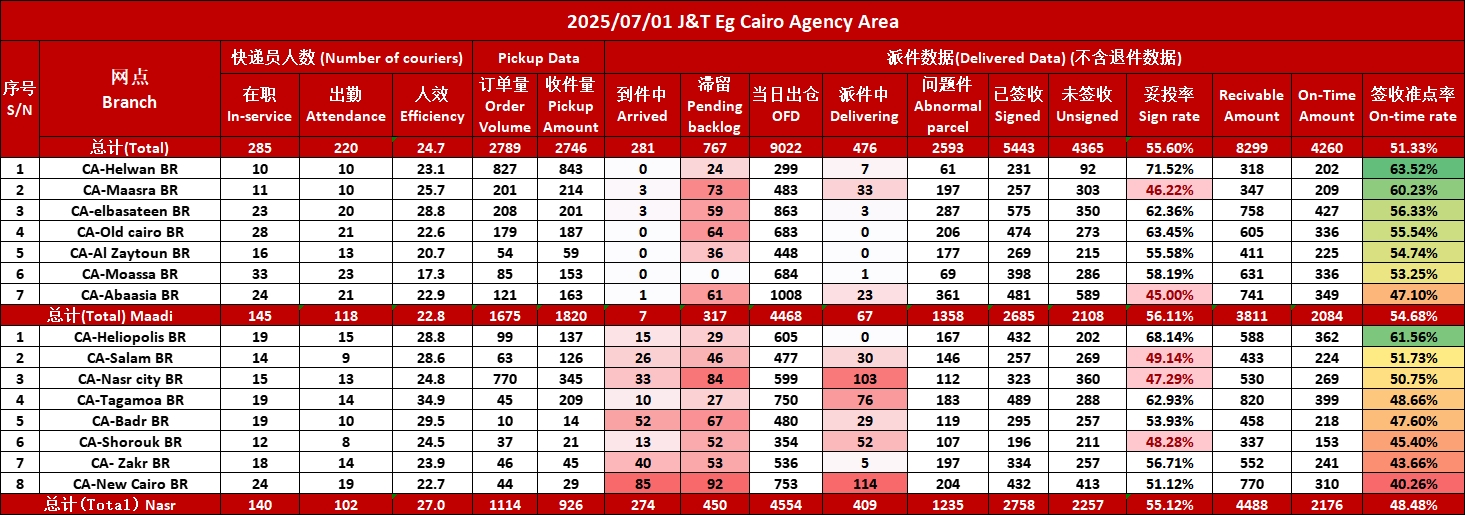 2025/07/01 J&T Eg Cairo Agency Area
序号 S/N 网点 Branch 快递员人数 (Number of couriers) Pickup Data 派件数据(Delivered Data) (不含退件数据)
在职 In-service 出勤 Attendance 人效 Efficiency 订单量 Order Volume 收件量 Pickup Amount 到件中 Arrived 滞留 Pending backlog 当日出仓 OFD 派件中 Delivering 问题件 Abnormal parcel 已签收 Signed 未签收 Unsigned 妥投率 Sign rate Recivable Amount On-Time Amount 签收准点率 On-time rate
总计(Total) 285 220 24.7 2789 2746 281 767 9022 476 2593 5443 4365 55.60% 8299 4260 51.33%
1 CA-Helwan BR 10 10 23.1 827 843 0 24 299 7 61 231 92 71.52% 318 202 63.52%
2 CA-Maasra BR 11 10 25.7 201 214 3 73 483 33 197 257 303 46.22% 347 209 60.23%
3 CA-elbasateen BR 23 20 28.8 208 201 3 59 863 3 287 575 350 62.36% 758 427 56.33%
4 CA-Old cairo BR 28 21 22.6 179 187 0 64 683 0 206 474 273 63.45% 605 336 55.54%
5 CA-Al Zaytoun BR 16 13 20.7 54 59 0 36 448 0 177 269 215 55.58% 411 225 54.74%
6 CA-Moassa BR 33 23 17.3 85 153 0 0 684 1 69 398 286 58.19% 631 336 53.25%
7 CA-Abaasia BR 24 21 22.9 121 163 1 61 1008 23 361 481 589 45.00% 741 349 47.10%
总计(Total) Maadi 145 118 22.8 1675 1820 7 317 4468 67 1358 2685 2108 56.11% 3811 2084 54.68%
1 CA-Heliopolis BR 19 15 28.8 99 137 15 29 605 0 167 432 202 68.14% 588 362 61.56%
2 CA-Salam BR 14 9 28.6 63 126 26 46 477 30 146 257 269 49.14% 433 224 51.73%
3 CA-Nasr city BR 15 13 24.8 770 345 33 84 599 103 112 323 360 47.29% 530 269 50.75%
4 CA-Tagamoa BR 19 14 34.9 45 209 10 27 750 76 183 489 288 62.93% 820 399 48.66%
5 CA-Badr BR 19 10 29.5 10 14 52 67 480 29 119 295 257 53.93% 458 218 47.60%
6 CA-Shorouk BR 12 8 24.5 37 21 13 52 354 52 107 196 211 48.28% 337 153 45.40%
7 CA- Zakr BR 18 14 23.9 46 45 40 53 536 5 197 334 257 56.71% 552 241 43.66%
8 CA-New Cairo BR 24 19 22.7 44 29 85 92 753 114 204 432 413 51.12% 770 310 40.26%
总计(Total) Nasr 140 102 27.0 1114 926 274 450 4554 409 1235 2758 2257 55.12% 4488 2176 48.48%